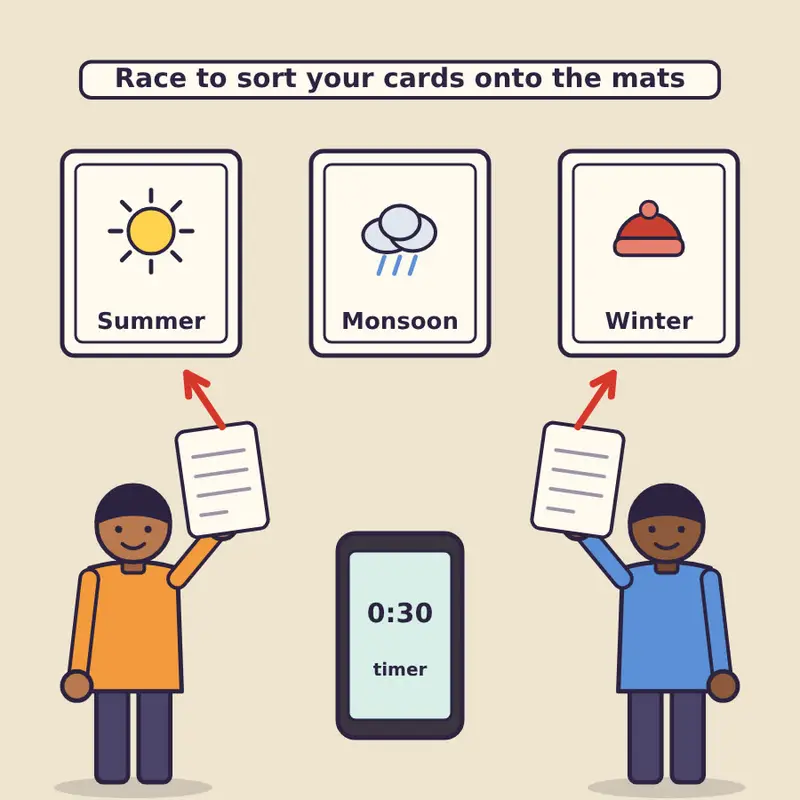 Race to sort your cards onto the mats
Summer
Monsoon
Winter
0:30
timer